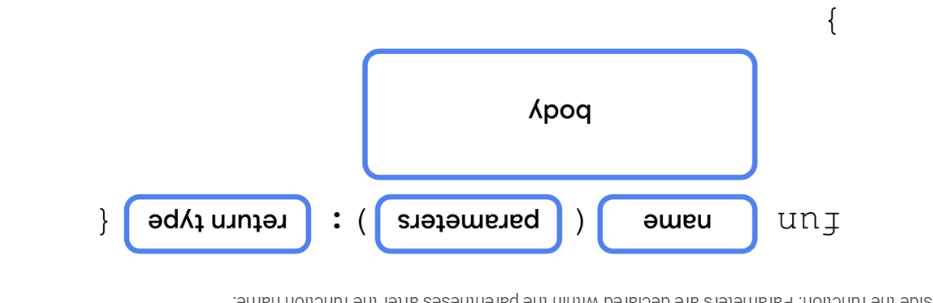 side the function. Parameters are declared within the parentheses after the function name.
fun name ( parameters ) : return type {
body
}